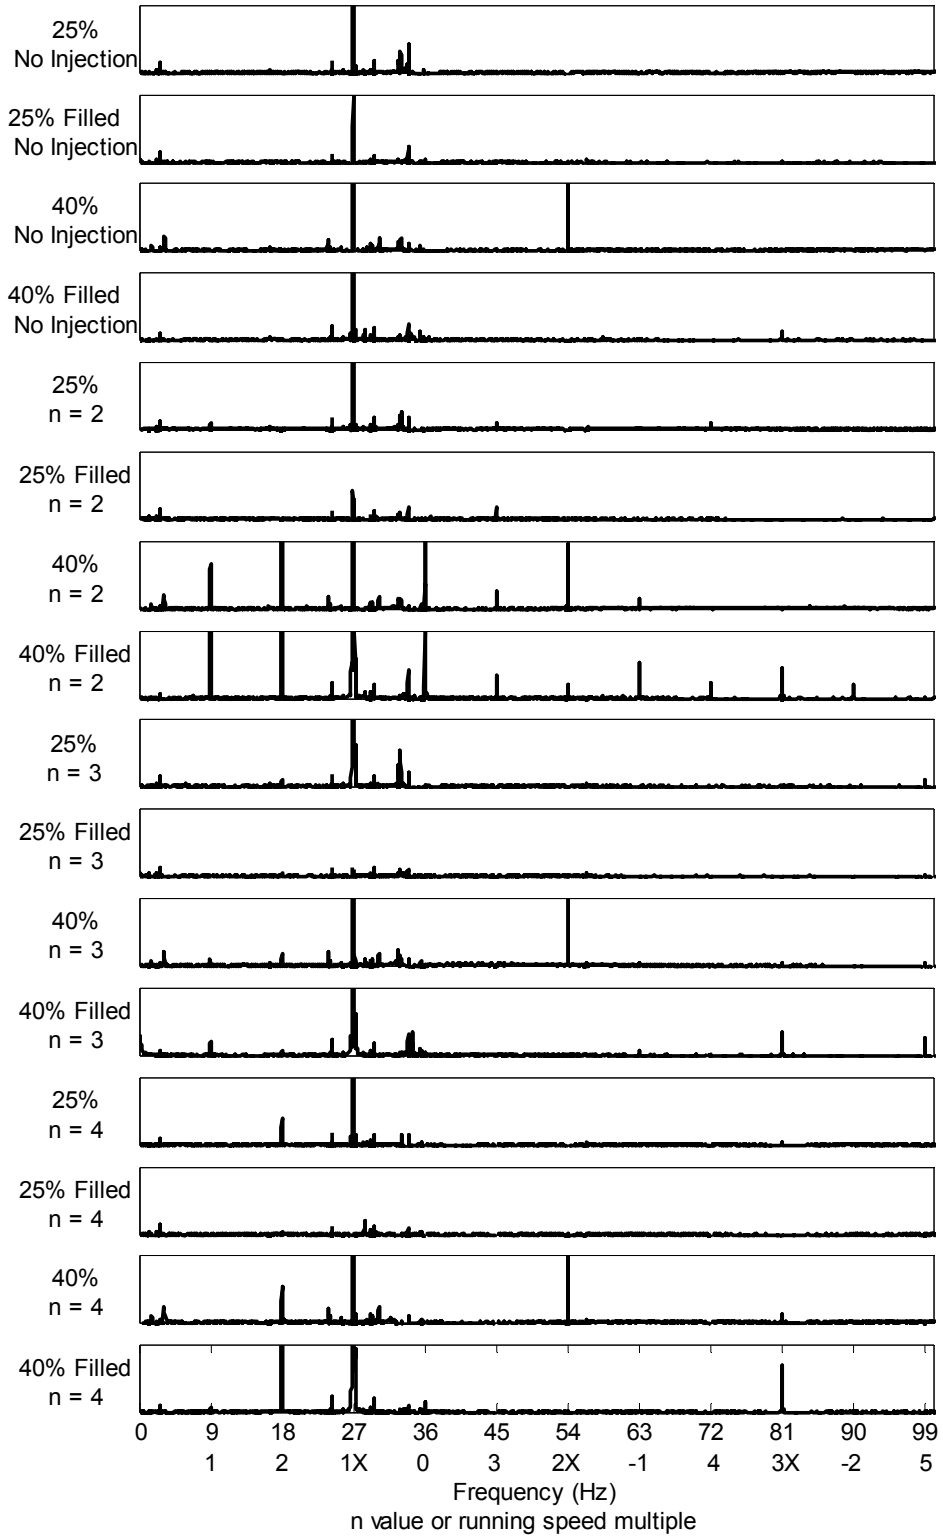 25%
No Injection
25% Filled
No Injection
40%
No Injection
40% Filled
No Injection
25%
n = 2
25% Filled
n = 2
40%
n = 2
40% Filled
n = 2
25%
n = 3
25% Filled
n = 3
40%
n = 3
40% Filled
n = 3
25%
n = 4
25% Filled
n = 4
40%
n = 4
40% Filled
n = 4
0 9 18 27 36 45 54 63 72 81 90 99
1 2 1X 0 3 2X -1 4 3X -2 5
Frequency (Hz)
n value or running speed multiple